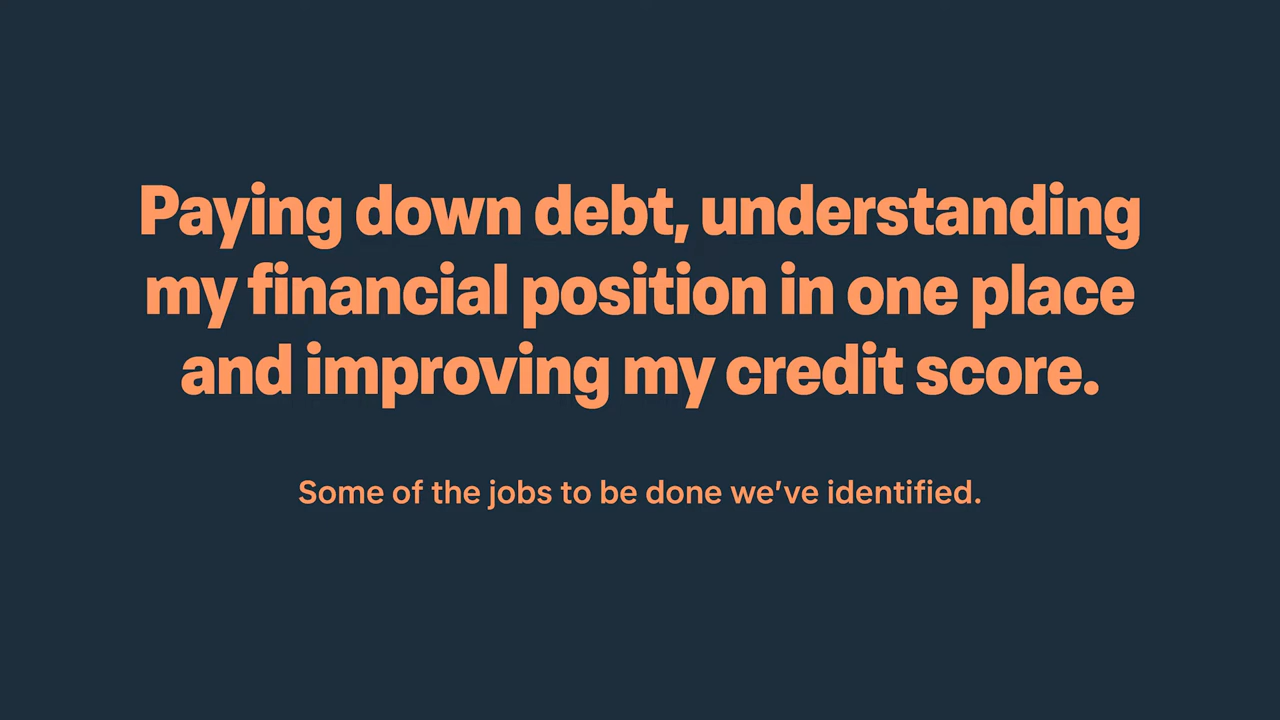 Paying down debt, understanding
my financial position in one place
and improving my credit score.
Some of the jobs to be done we’ve identified.